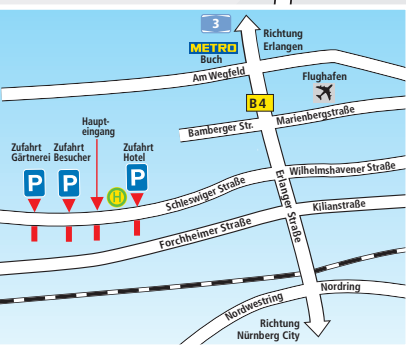 3
Richtung
Erlangen
METRO
Buch
Am Wegfeld
Flughafen
B4
Marienbergstraße
Bamberger Str.
Haupt-
eingang
Zufahrt
Gärtnerei
Zufahrt
Besucher
Zufahrt
Hotel
P
P
P
H
Schleswiger Straße
Wilhelmshavener Straße
Erlanger Straße
Kilianstraße
Forchheimer Straße
Nordwestring
Nordring
Richtung
Nürnberg City